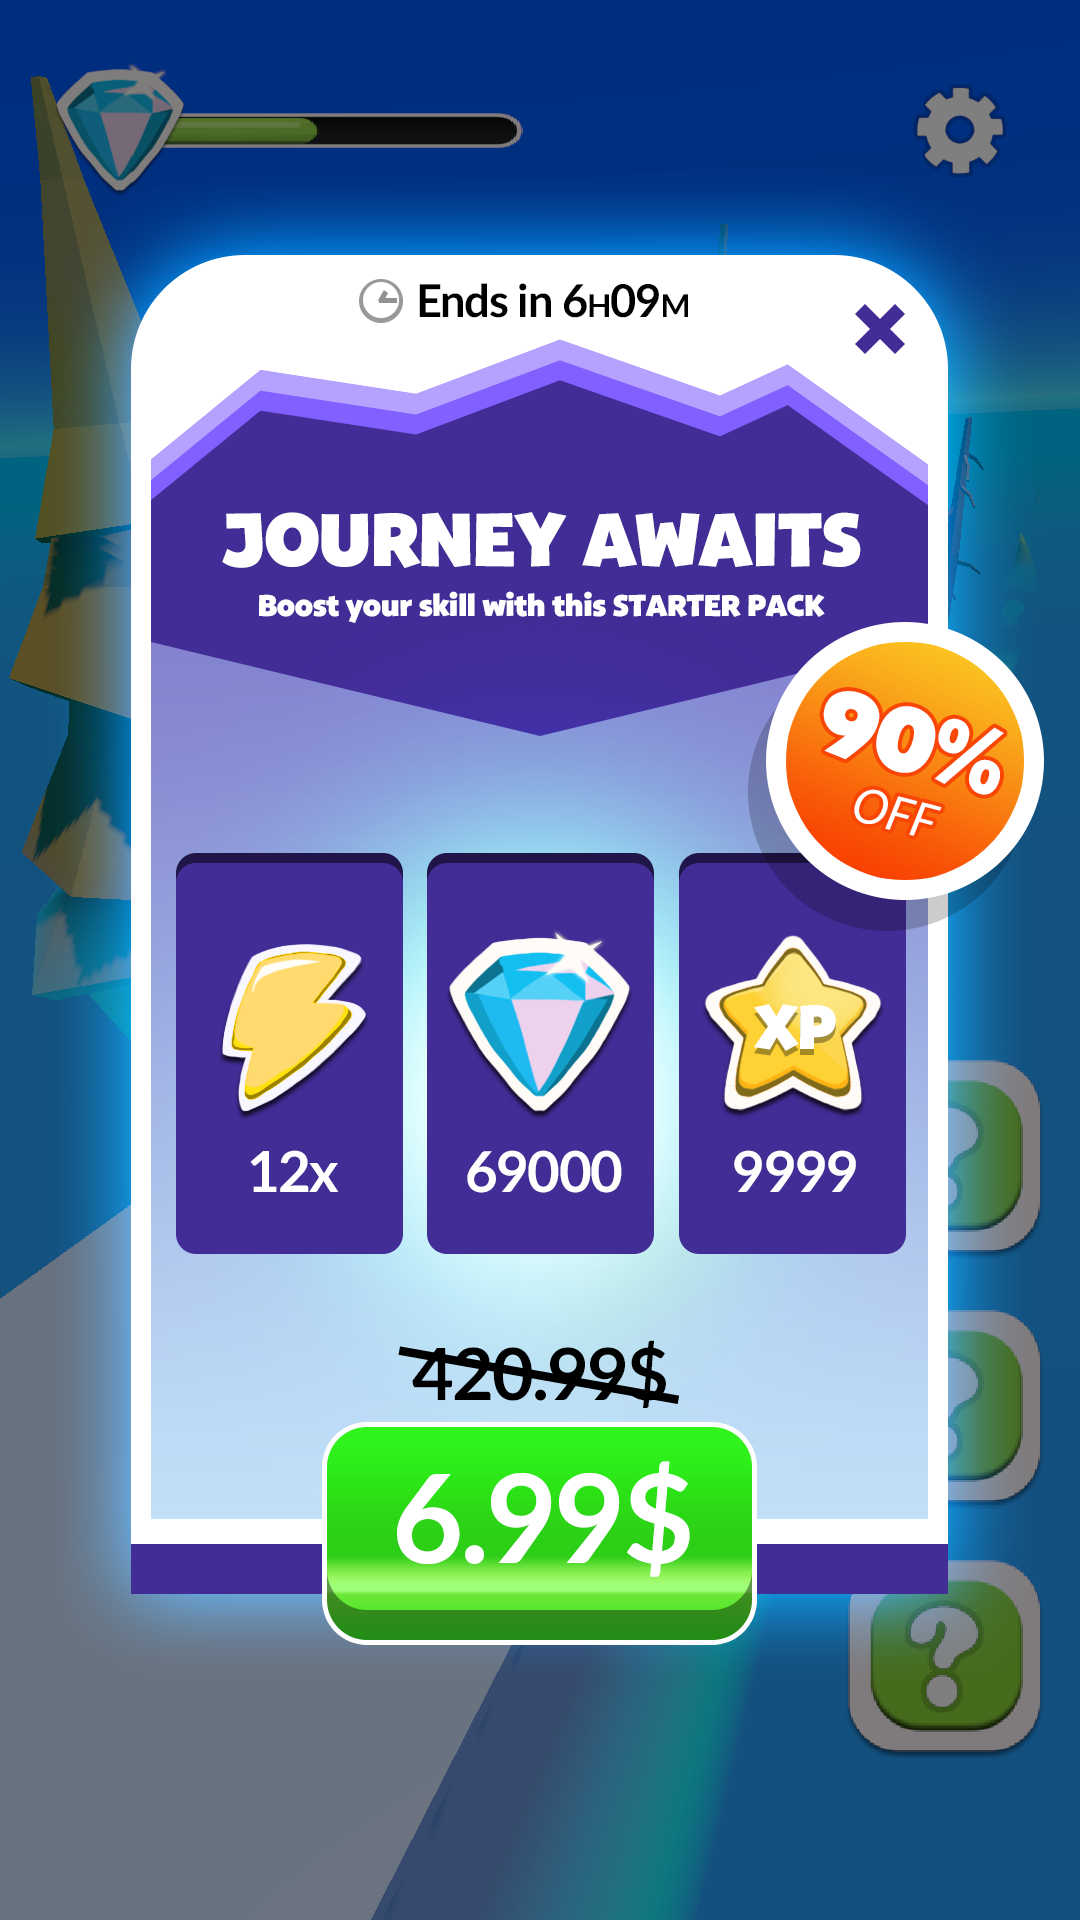 Ends in 6H09M
JOURNEY AWAITS
Boost your skill with this STARTER PACK
90%
OFF
XP
12x
69000
9999
420.99$
6.99$
?
?
?